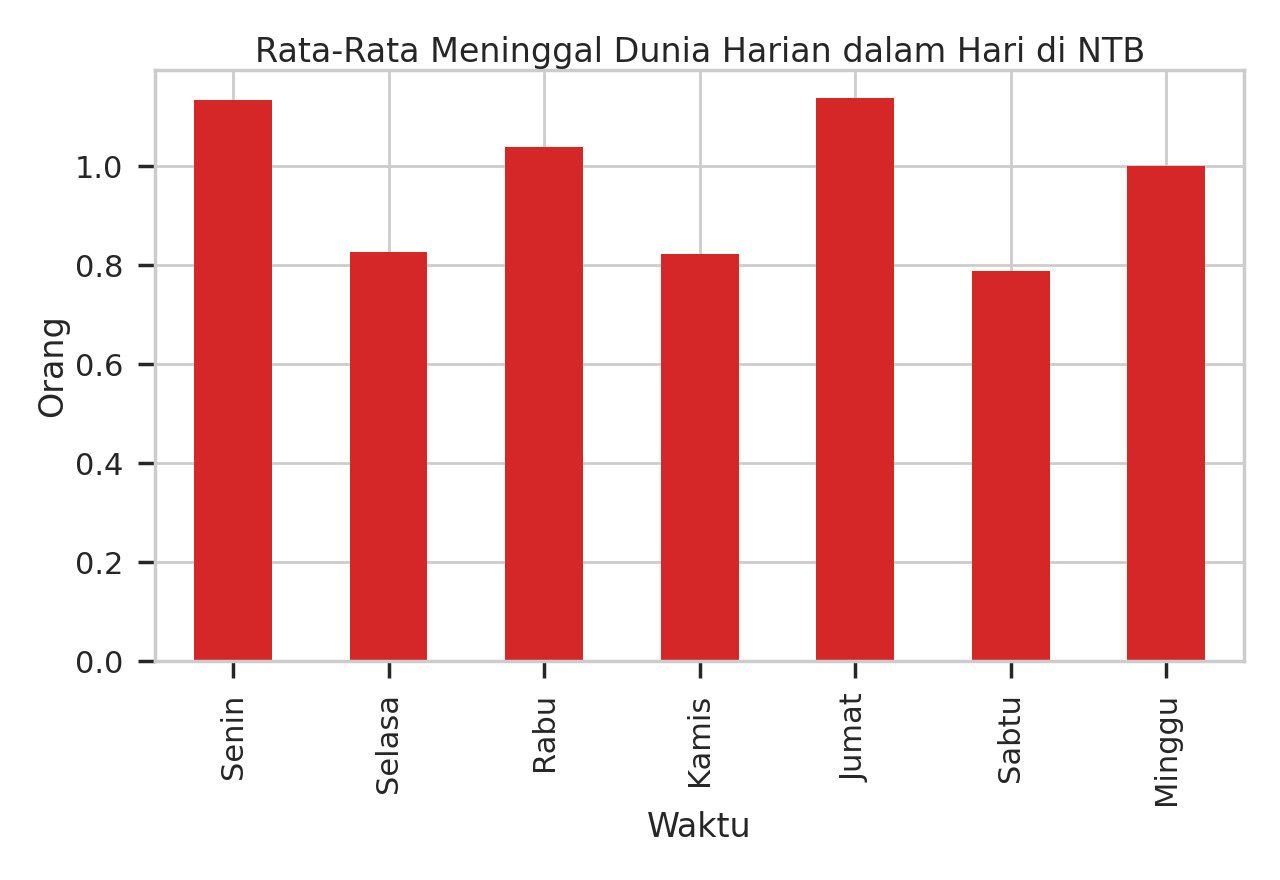 Rata-Rata Meninggal Dunia Harian dalam Hari di NTB
Orang
1.0
0.8
0.6
0.4
0.2
0.0
Senin
Selasa
Rabu
Kamis
Jumat
Sabtu
Minggu
Waktu